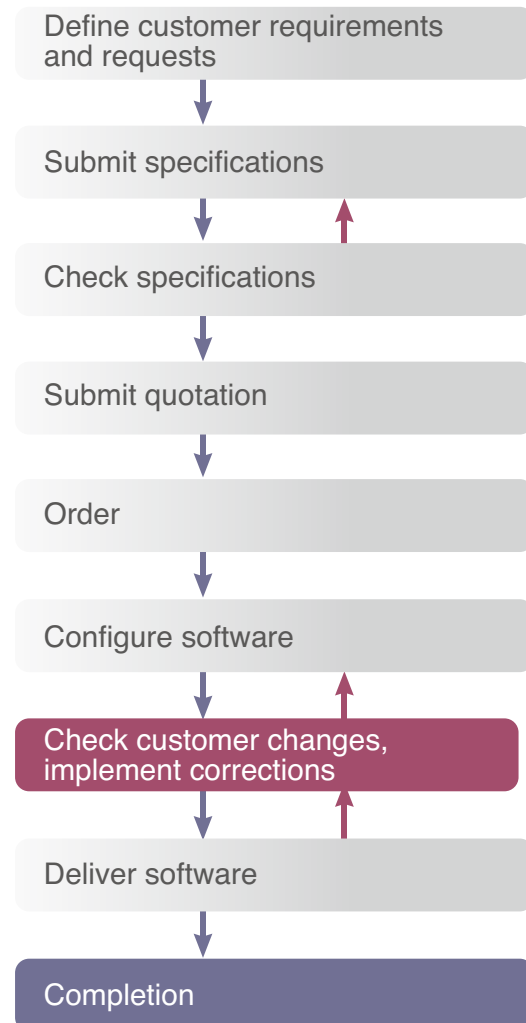 Define customer requirements
and requests
Submit specifications
Check specifications
Submit quotation
Order
Configure software
Check customer changes,
implement corrections
Deliver software
Completion